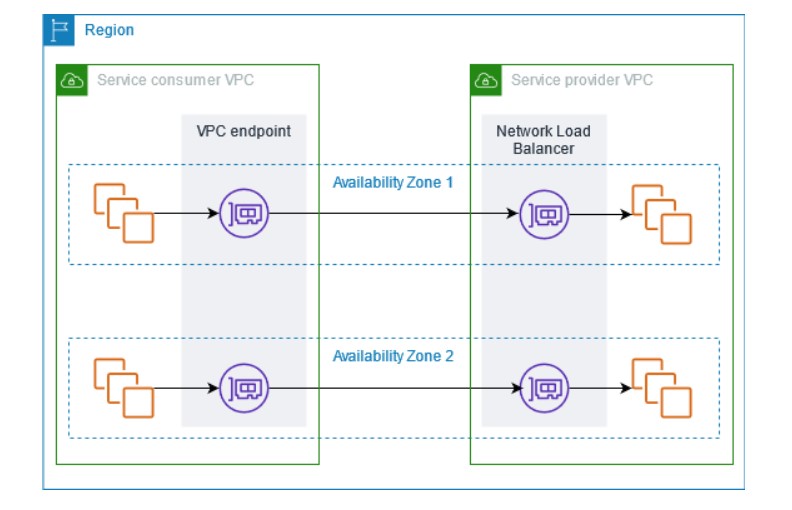 Region
Service consumer VPC
Service provider VPC
VPC endpoint
Network Load
Balancer
Availability Zone 1
Availability Zone 2